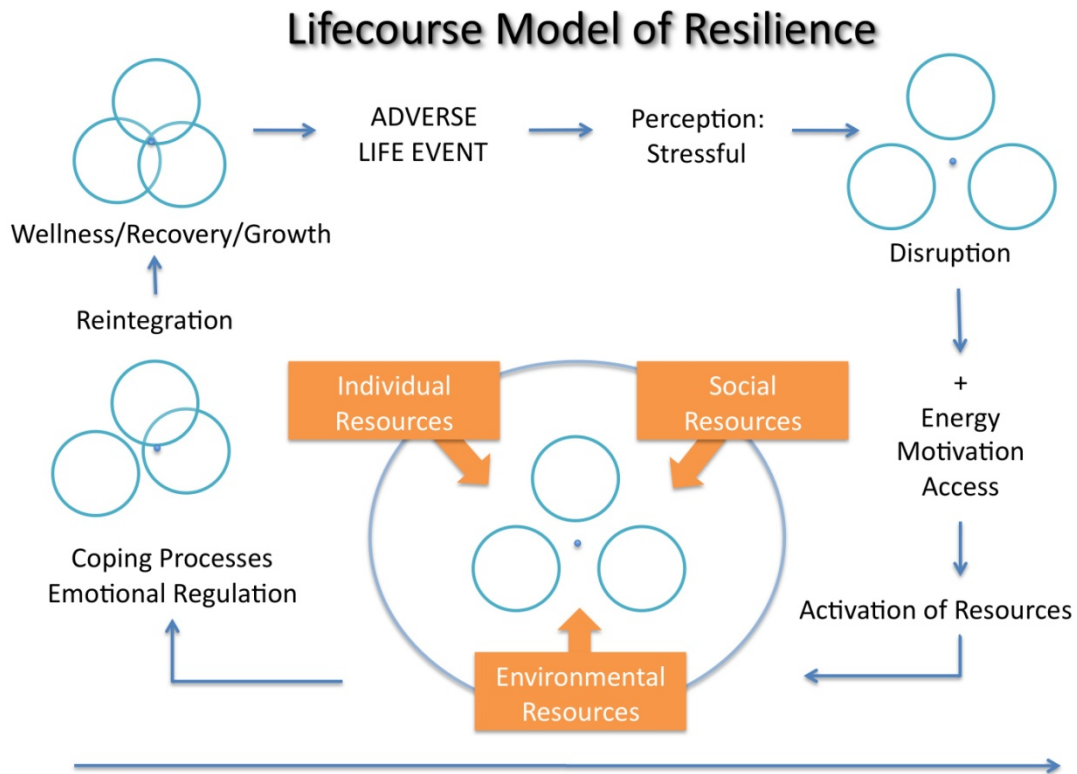 Lifecourse Model of Resilience
ADVERSE
LIFE EVENT
Perception:
Stressful
Disruption
+
Energy
Motivation
Access
Activation of Resources
Individual
Resources
Social
Resources
Environmental
Resources
Coping Processes
Emotional Regulation
Reintegration
Wellness/Recovery/Growth